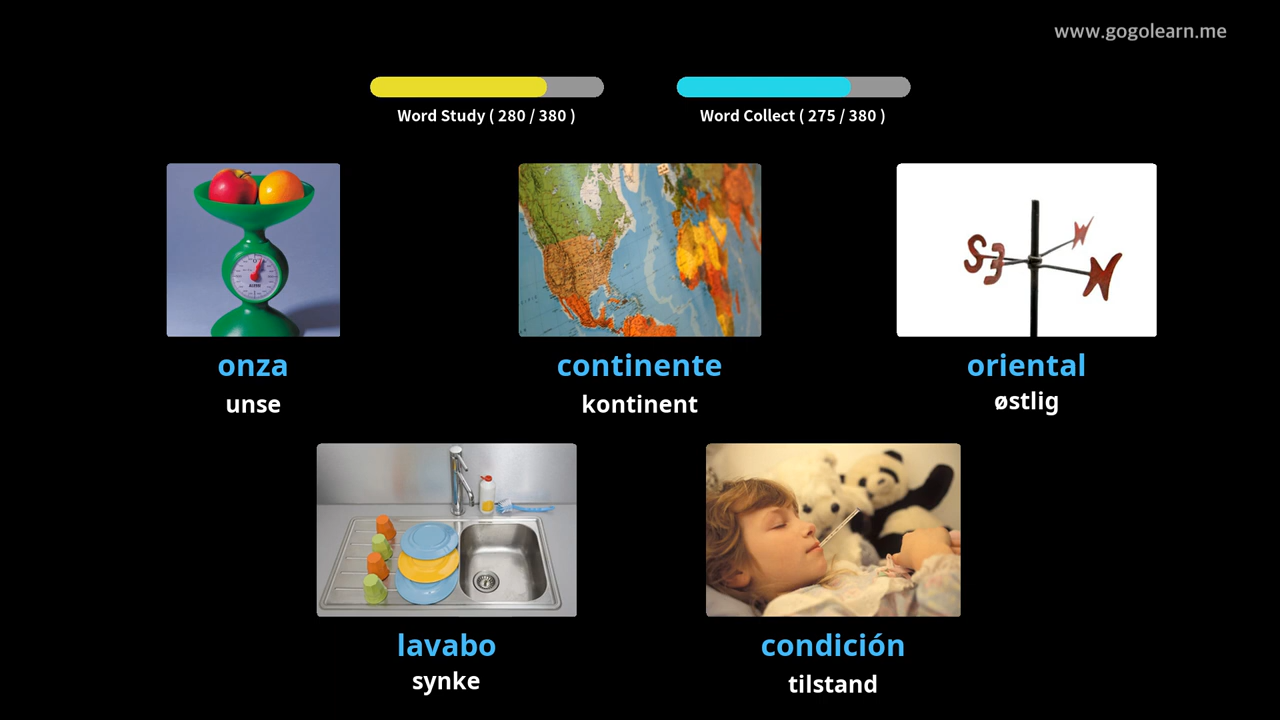 www.gogolearn.me
Word Study ( 280 / 380 )
Word Collect ( 275 / 380 )
onza
unse
continente
kontinent
S E N W
oriental
østlig
lavabo
synke
condición
tilstand